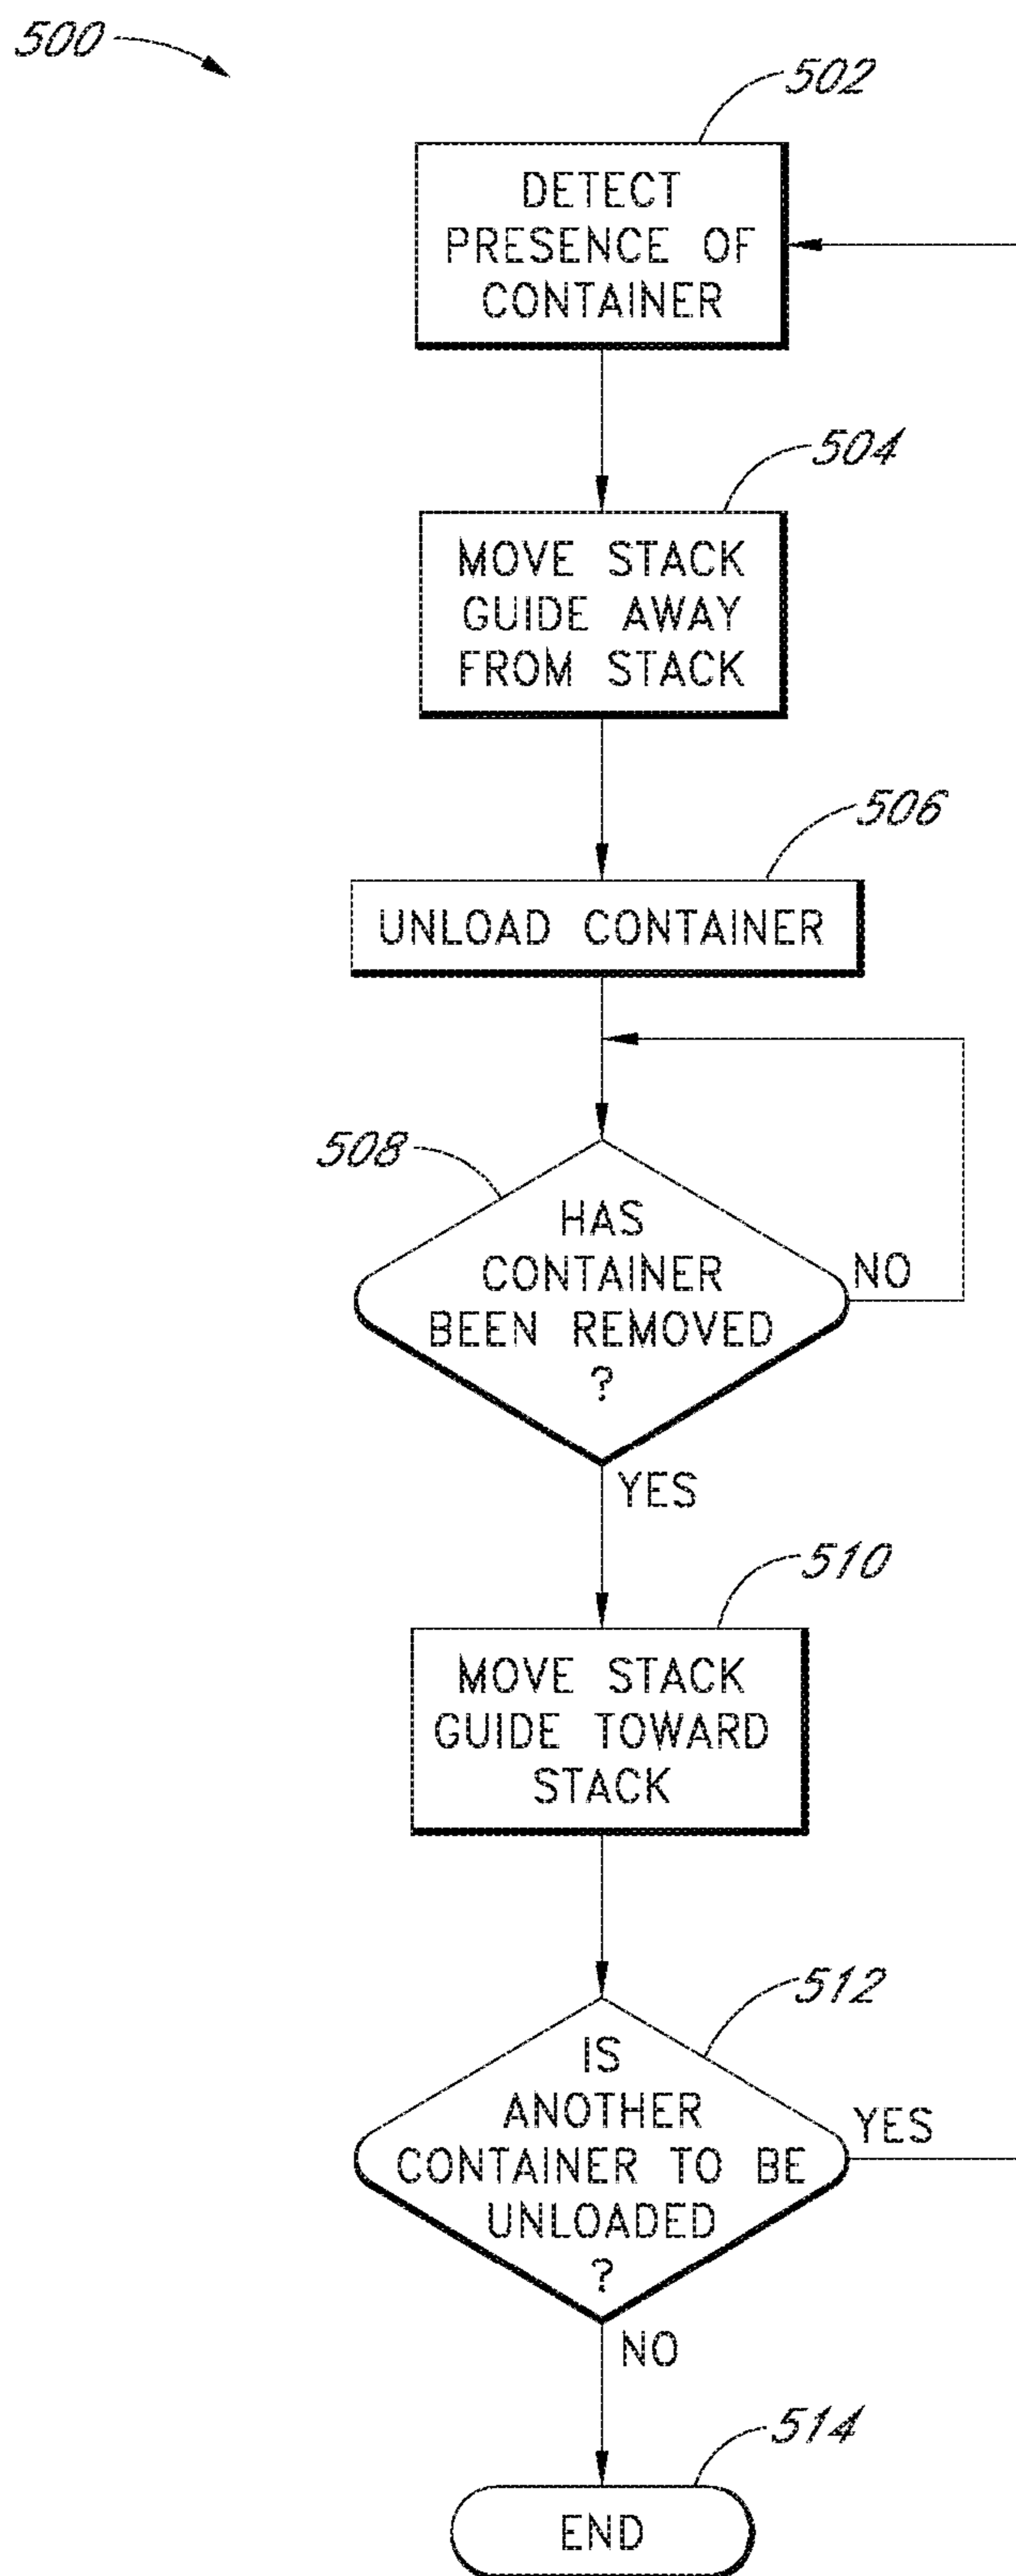 500
502
DETECT
PRESENCE OF
CONTAINER
504
MOVE STACK
GUIDE AWAY
FROM STACK
506
UNLOAD CONTAINER
508
HAS
CONTAINER
BEEN REMOVED
?
NO
YES
510
MOVE STACK
GUIDE TOWARD
STACK
512
IS
ANOTHER
CONTAINER TO BE
UNLOADED
?
YES
NO
514
END